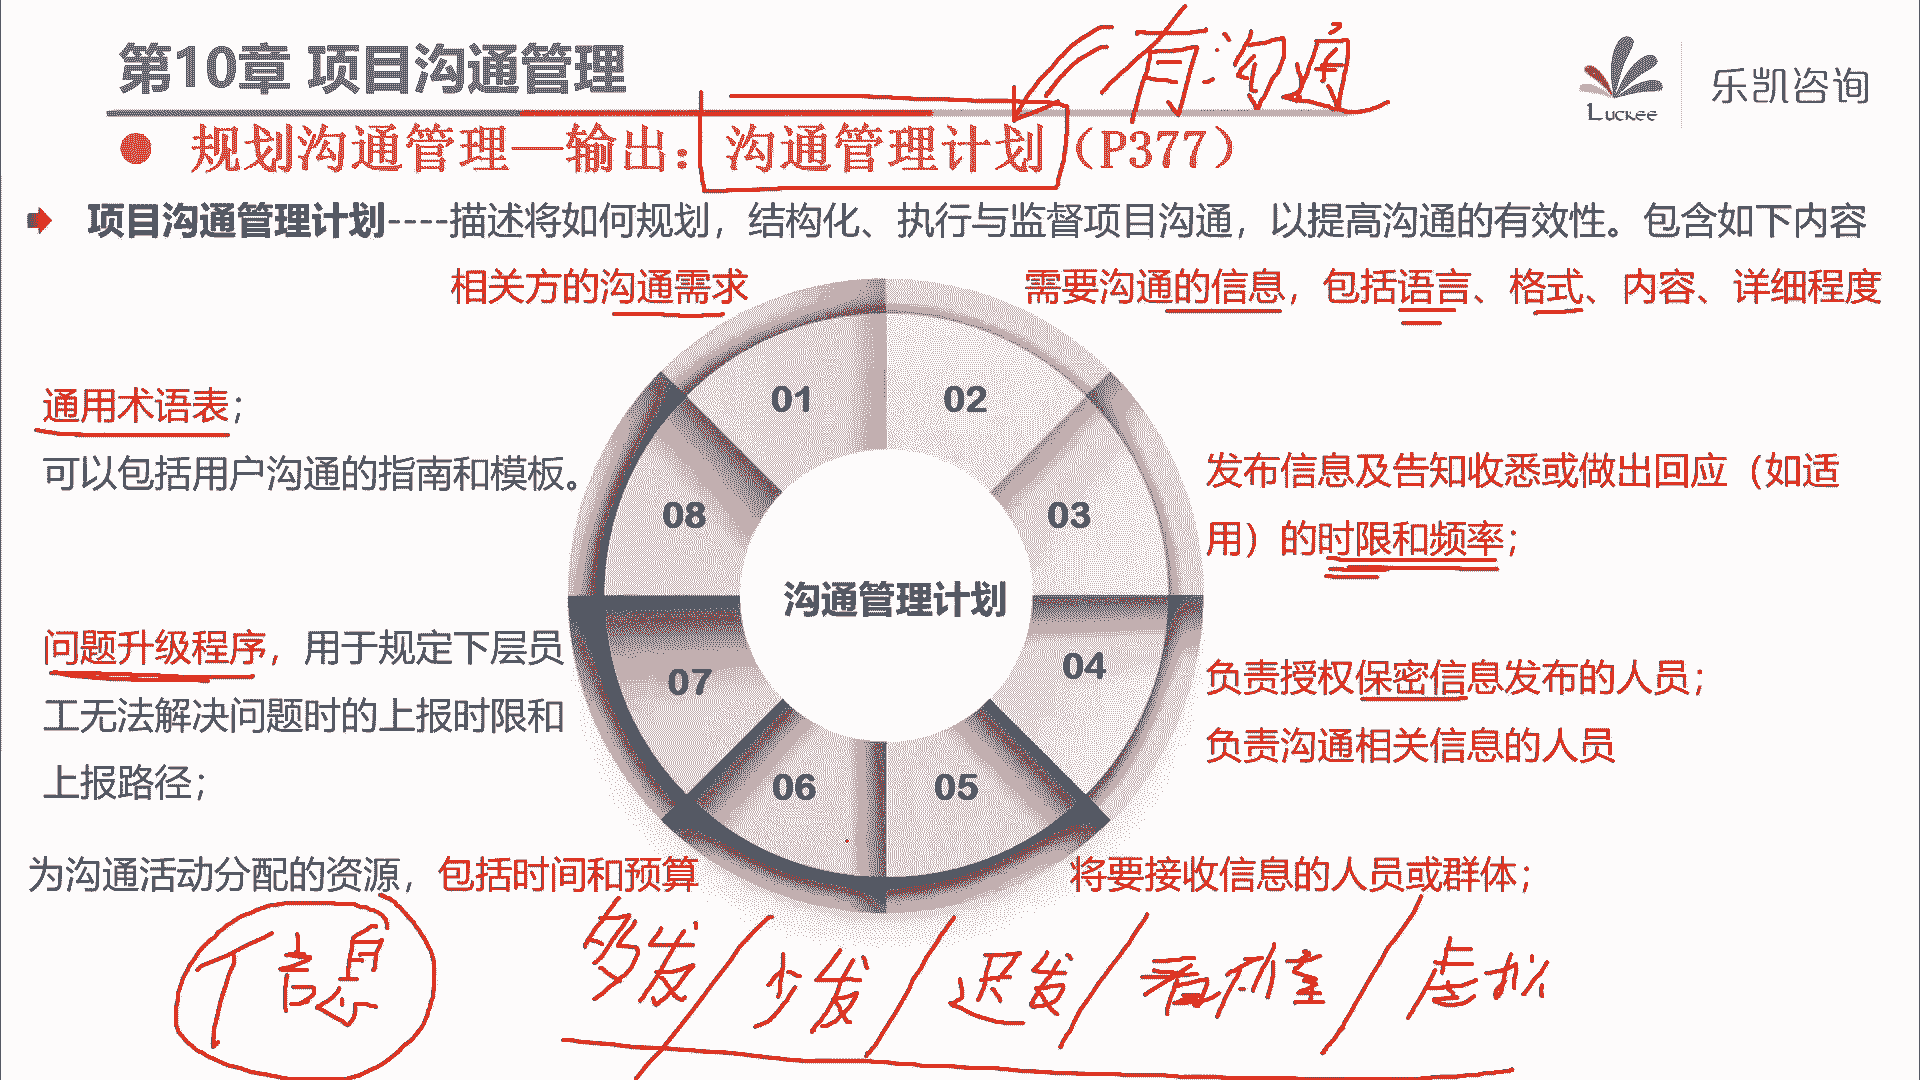 第10章 项目沟通管理
有沟通
Luckee
乐凯咨询
规划沟通管理—输出：沟通管理计划（P377）
项目沟通管理计划----描述将如何规划，结构化、执行与监督项目沟通，以提高沟通的有效性。包含如下内容
相关方的沟通需求
需要沟通的信息，包括语言、格式、内容、详细程度
通用术语表；
可以包括用户沟通的指南和模板。
01
02
03
04
05
06
07
08
沟通管理计划
发布信息及告知收悉或做出回应（如适
用）的时限和频率；
问题升级程序，用于规定下层员
工无法解决问题时的上报时限和
上报路径；
负责授权保密信息发布的人员；
负责沟通相关信息的人员
为沟通活动分配的资源，包括时间和预算
将要接收信息的人员或群体；
信息
多发/少发/迟发/
虚拟